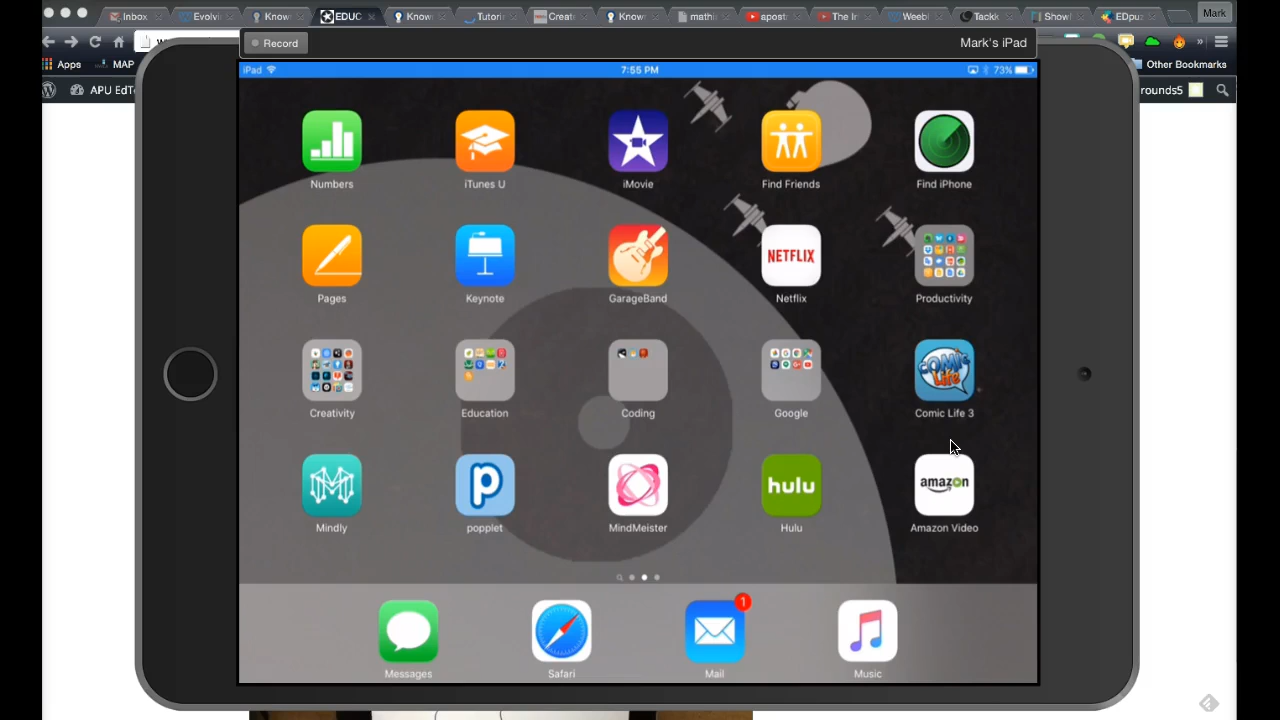 Inbox Evolvi Know EDUC Know Tutori Create Know math apost The Ir Weebl Tackk Show EDpuz Mark
Record Mark's iPad
Apps MAP Other Bookmarks
iPad 7:55 PM 73%
APU EdT rounds5
Numbers iTunes U iMovie Find Friends Find iPhone
NETFLIX
Pages Keynote GarageBand Netflix Productivity
COMIC Life
Creativity Education Coding Google Comic Life 3
p hulu amazon
Mindly popplet MindMeister Hulu Amazon Video
1
Messages Safari Mail Music